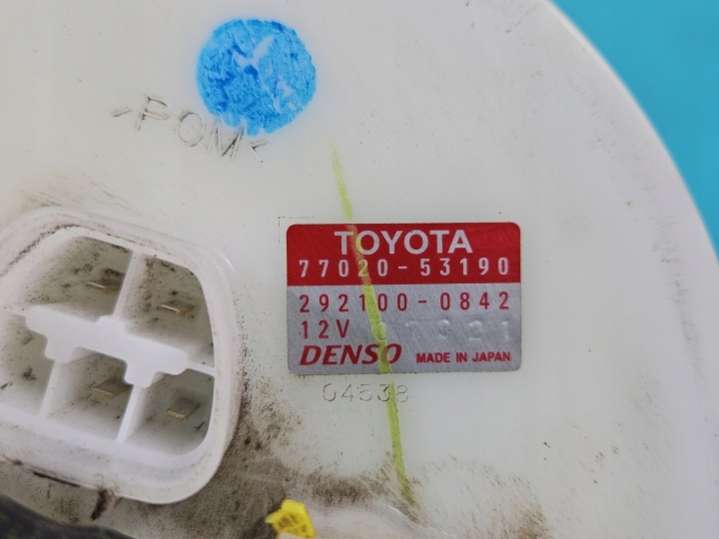 >POM<
TOYOTA
77020-53190
292100-0842
12V
DENSO MADE IN JAPAN
04538